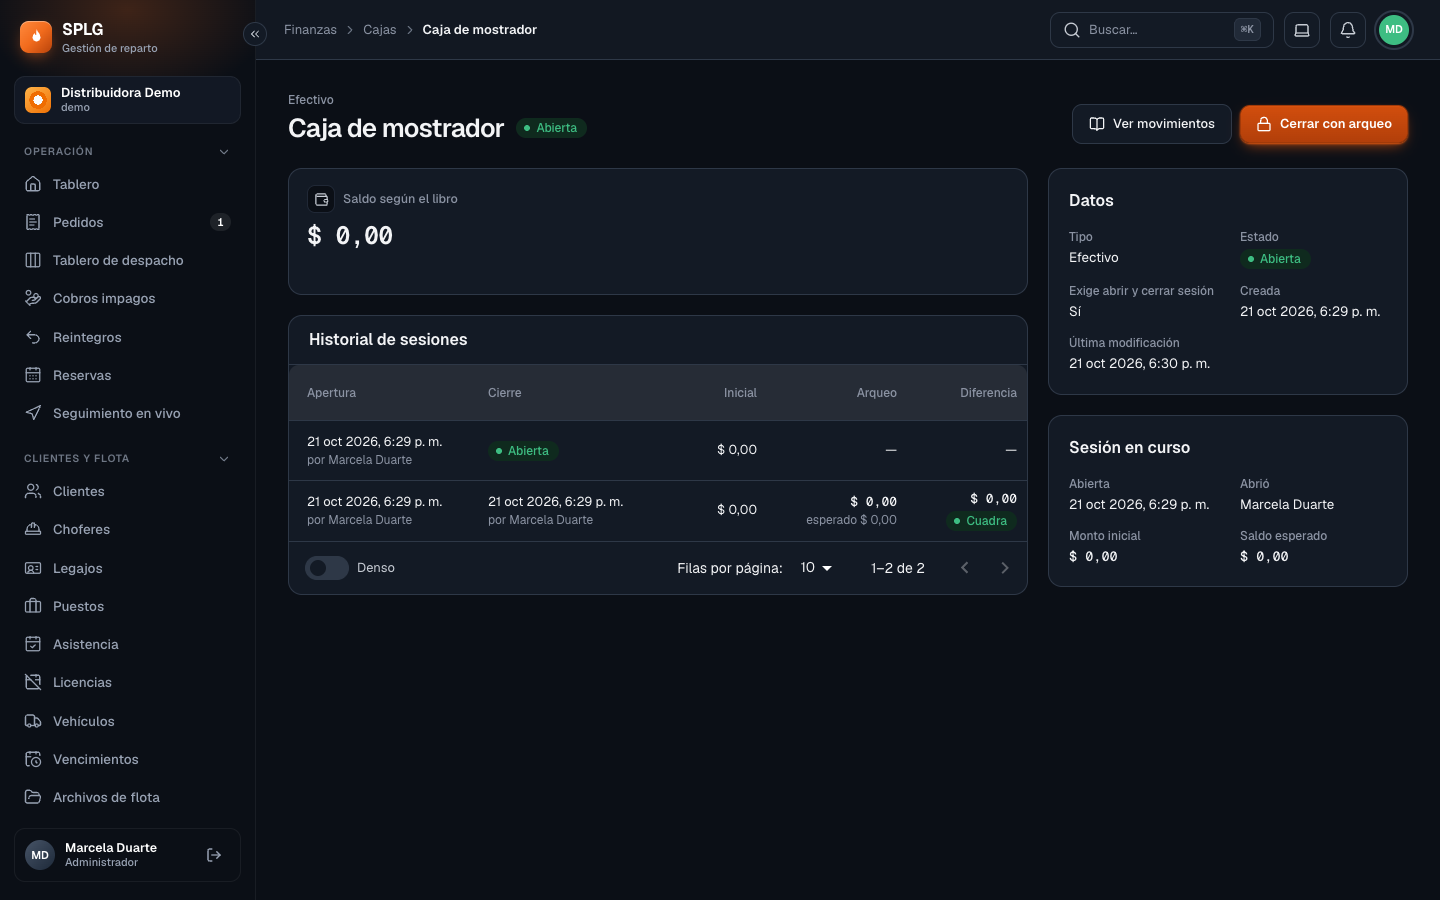 SPLG
Gestión de reparto
Distribuidora Demo
demo
OPERACIÓN
Tablero
Pedidos 1
Tablero de despacho
Cobros impagos
Reintegros
Reservas
Seguimiento en vivo
CLIENTES Y FLOTA
Clientes
Choferes
Legajos
Puestos
Asistencia
Licencias
Vehículos
Vencimientos
Archivos de flota
MD
Marcela Duarte
Administrador
Finanzas Cajas Caja de mostrador
Buscar... ⌘K
MD
Efectivo
Caja de mostrador Abierta
Ver movimientos
Cerrar con arqueo
Saldo según el libro
$ 0,00
Historial de sesiones
Apertura Cierre Inicial Arqueo Diferencia
21 oct 2026, 6:29 p. m.
por Marcela Duarte
Abierta
$ 0,00
—
—
21 oct 2026, 6:29 p. m.
por Marcela Duarte
21 oct 2026, 6:29 p. m.
por Marcela Duarte
$ 0,00
$ 0,00
esperado $ 0,00
$ 0,00
Cuadra
Denso
Filas por página: 10 1–2 de 2
Datos
Tipo
Efectivo
Estado
Abierta
Exige abrir y cerrar sesión
Sí
Creada
21 oct 2026, 6:29 p. m.
Última modificación
21 oct 2026, 6:30 p. m.
Sesión en curso
Abierta
21 oct 2026, 6:29 p. m.
Abrió
Marcela Duarte
Monto inicial
$ 0,00
Saldo esperado
$ 0,00